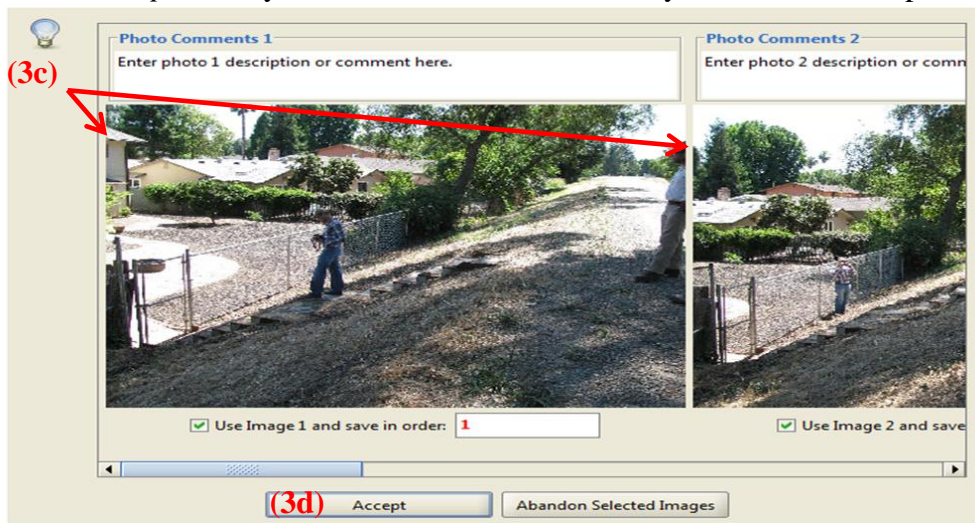 Photo Comments 1
Photo Comments 2
Enter photo 1 description or comment here.
Enter photo 2 description or comm
(3c)
Use Image 1 and save in order: 1
Use Image 2 and save
(3d) Accept
Abandon Selected Images